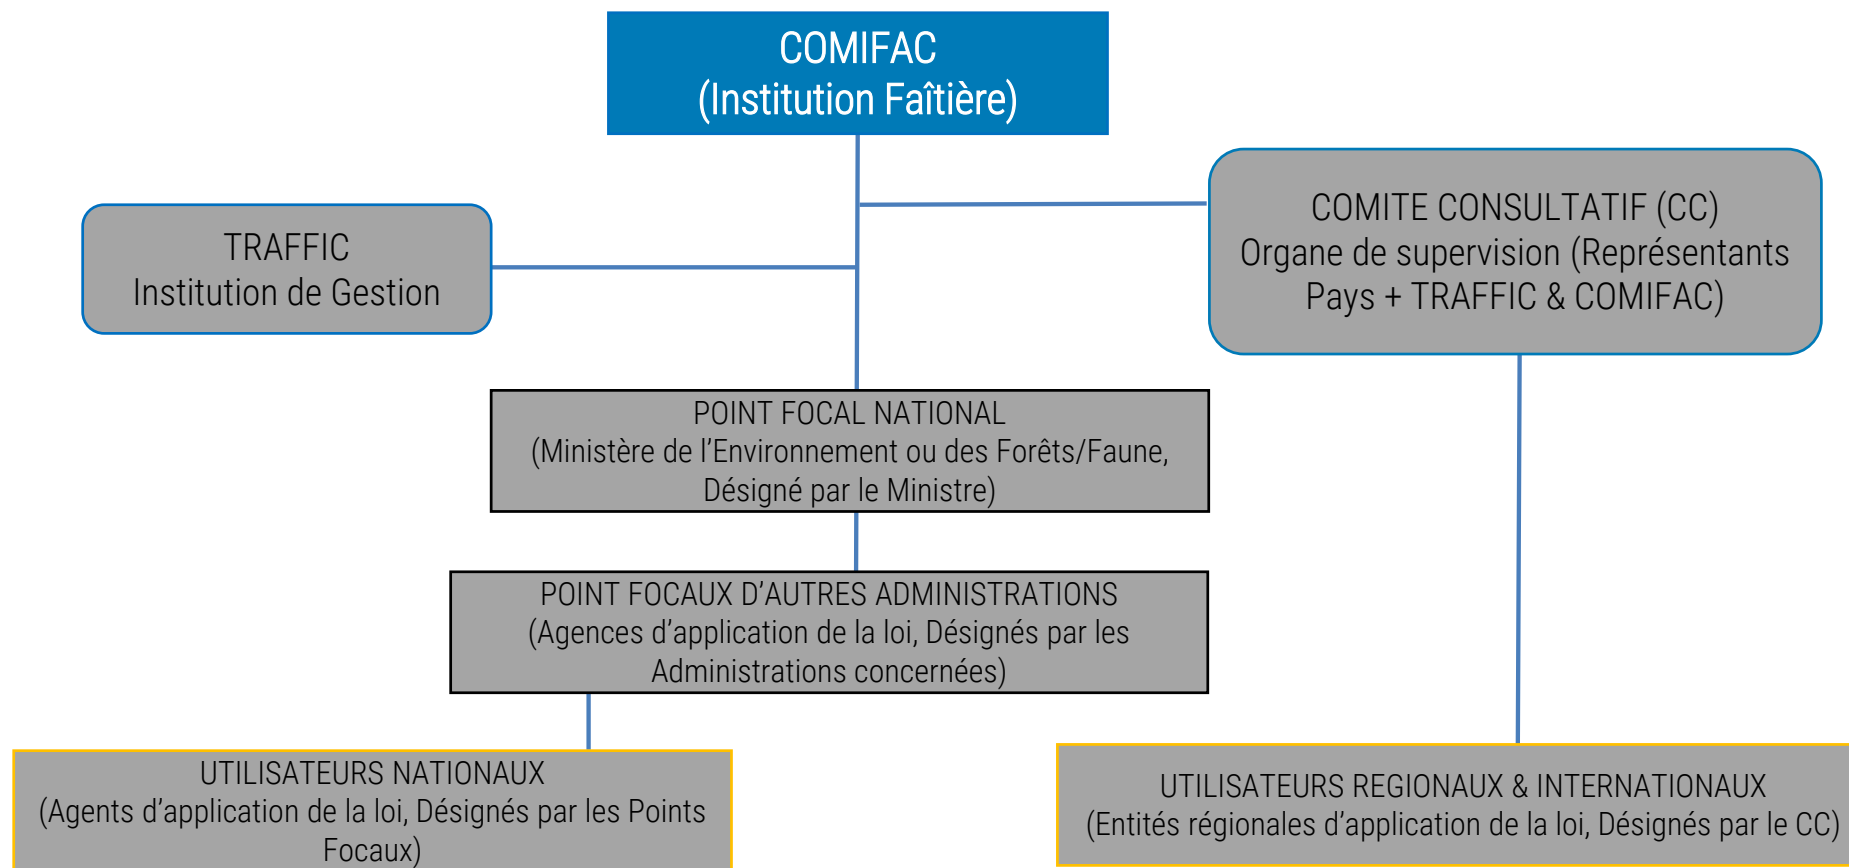 COMIFAC
(Institution Faîtière)
TRAFFIC
Institution de Gestion
COMITE CONSULTATIF (CC)
Organe de supervision (Représentants
Pays + TRAFFIC & COMIFAC)
POINT FOCAL NATIONAL
(Ministère de l’Environnement ou des Forêts/Faune,
Désigné par le Ministre)
POINT FOCAUX D’AUTRES ADMINISTRATIONS
(Agences d’application de la loi, Désignés par les
Administrations concernées)
UTILISATEURS NATIONAUX
(Agents d’application de la loi, Désignés par les Points
Focaux)
UTILISATEURS REGIONAUX & INTERNATIONAUX
(Entités régionales d’application de la loi, Désignés par le CC)